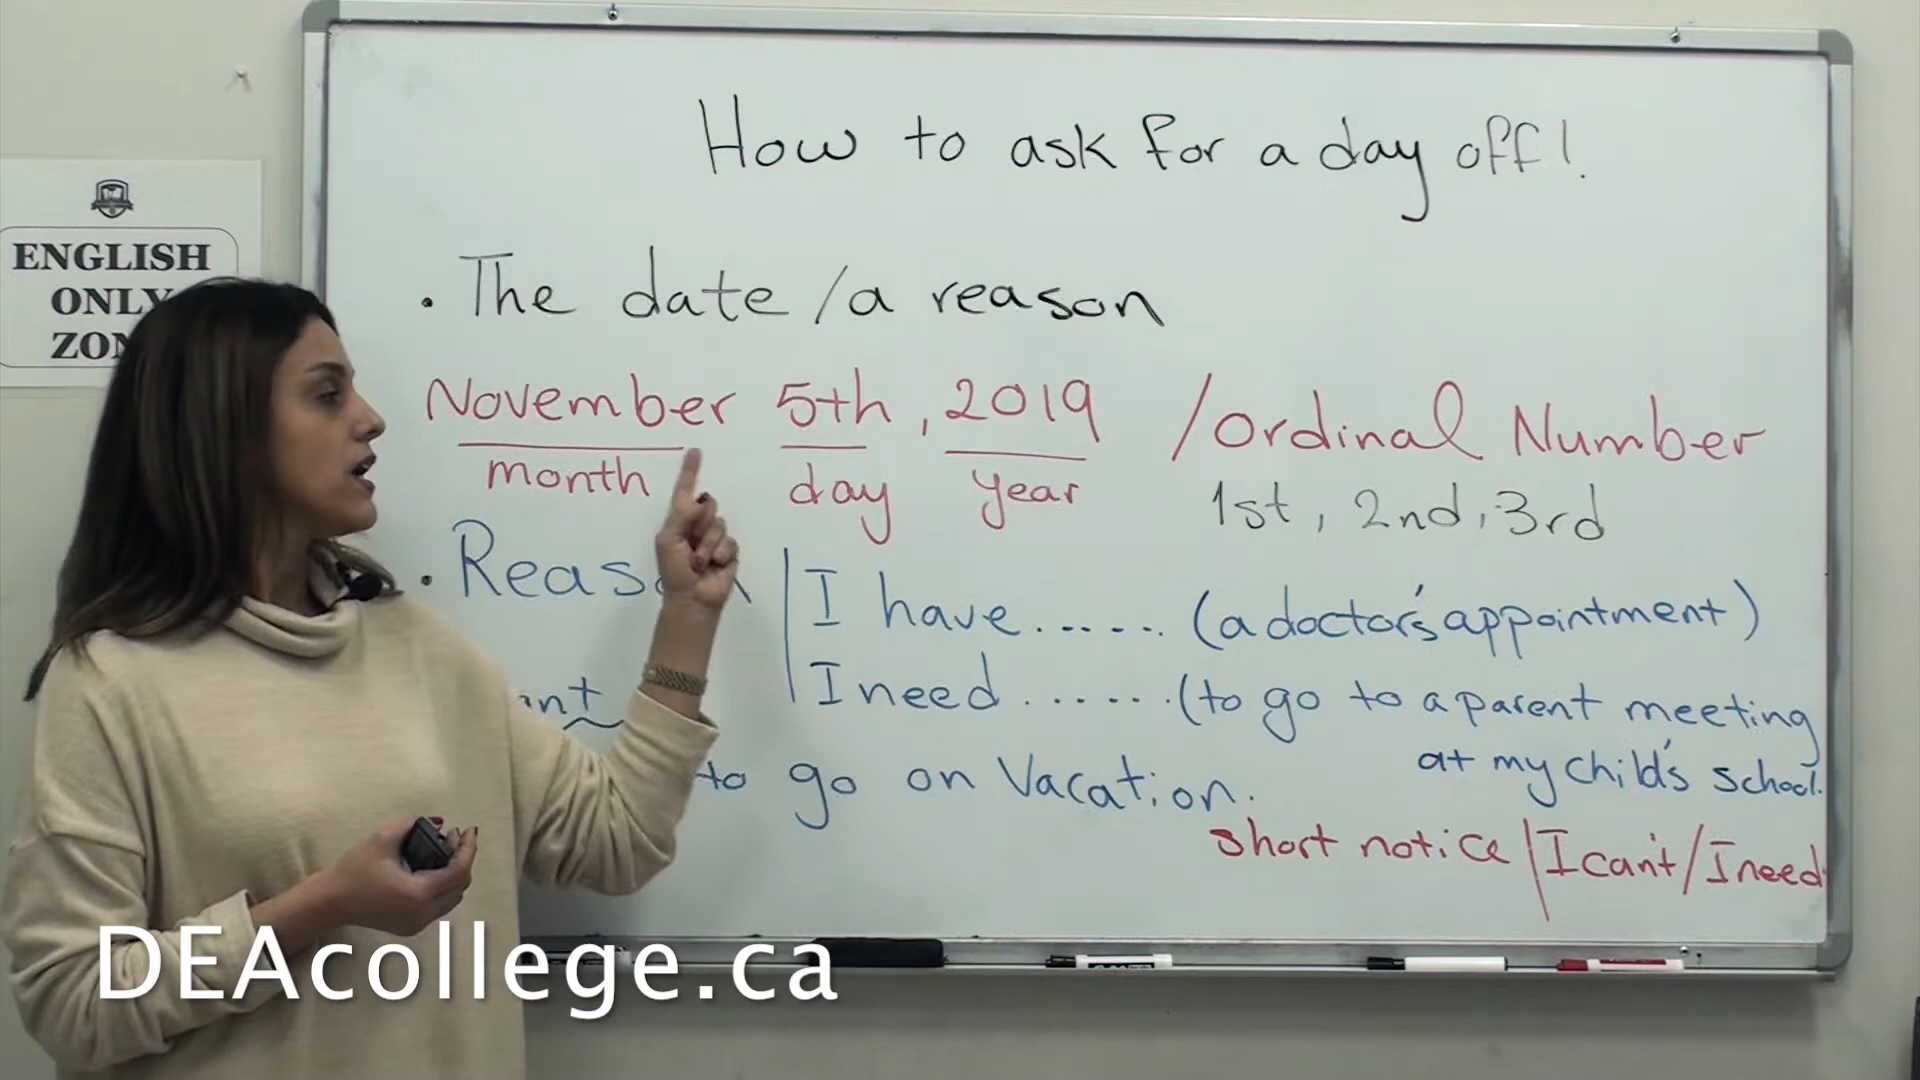 How to ask for a day off!
ENGLISH
ONLY
· The date / a reason
November 5th, 2019 / ordinal Number
month day year
1st, 2nd, 3rd
I have...... (a doctor's appointment)
I need ...... (to go to a parent meeting
at my child's school.
to go on Vacation.
short notice | I can't / I need
DEAcollege.ca